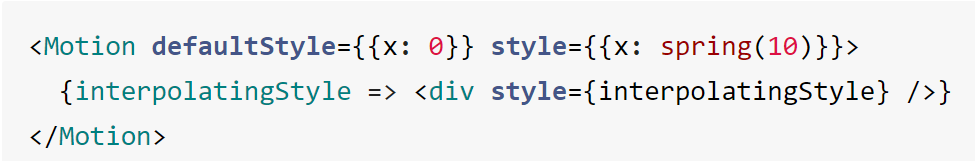 <Motion defaultStyle={{x: 0}} style={{x: spring(10)}}>
{interpolatingStyle => <div style={interpolatingStyle} />}
</Motion>